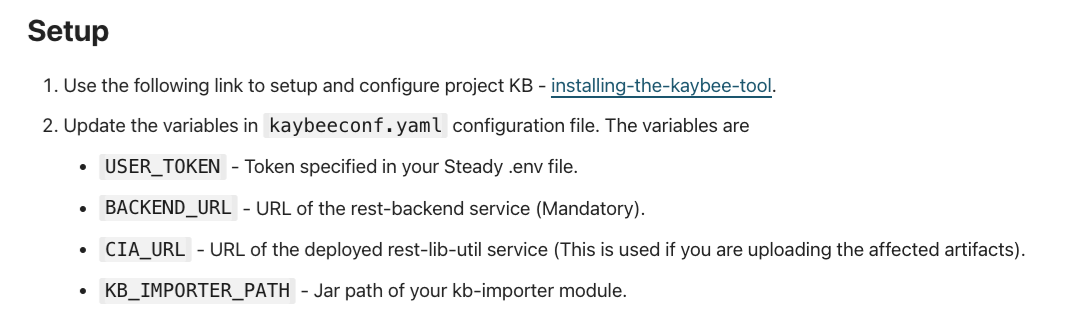 Setup
1. Use the following link to setup and configure project KB - installing-the-kaybee-tool.
2. Update the variables in kaybeeconf.yaml configuration file. The variables are
• USER_TOKEN - Token specified in your Steady .env file.
• BACKEND_URL - URL of the rest-backend service (Mandatory).
• CIA_URL - URL of the deployed rest-lib-util service (This is used if you are uploading the affected artifacts).
• KB_IMPORTER_PATH - Jar path of your kb-importer module.